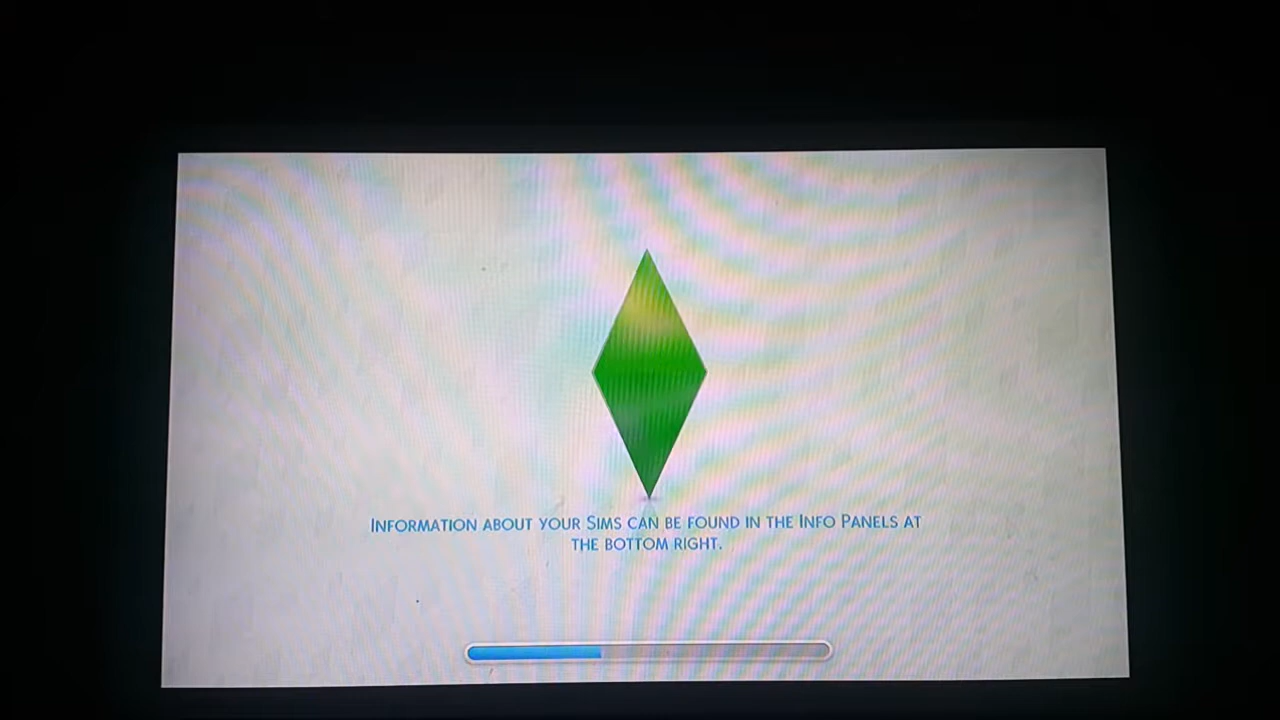 INFORMATION ABOUT YOUR SIMS CAN BE FOUND IN THE INFO PANELS AT
THE BOTTOM RIGHT.